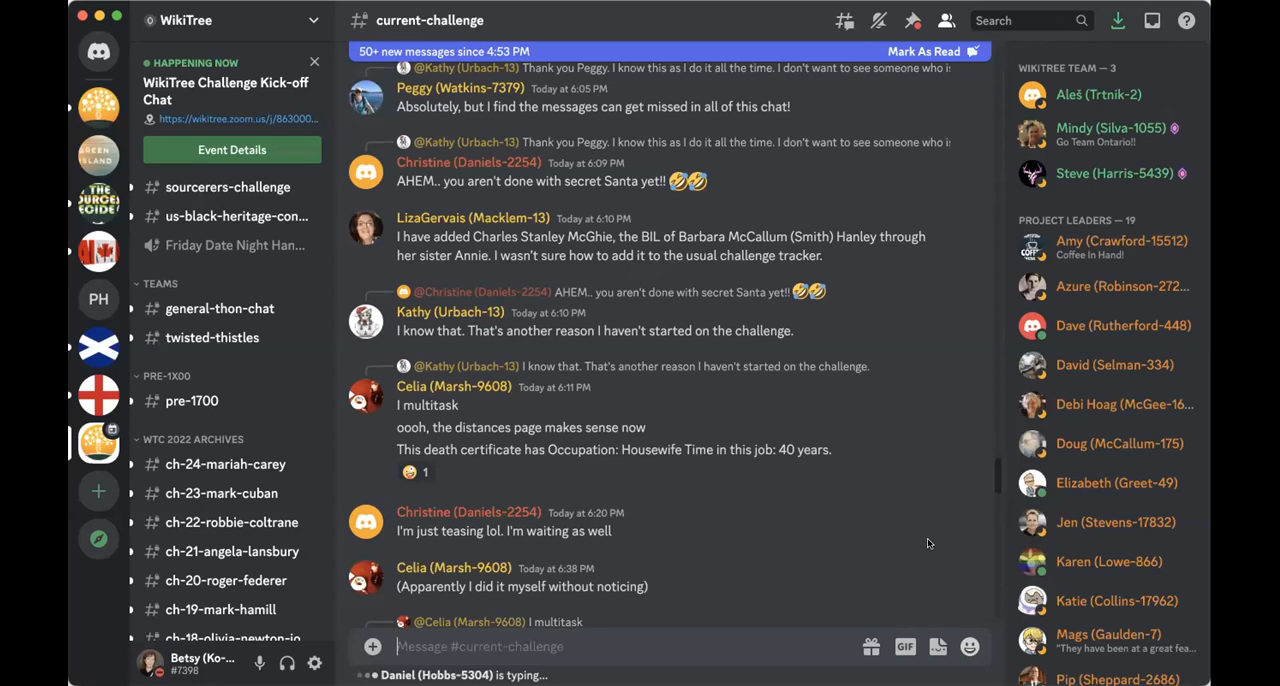 WikiTree
HAPPENING NOW
WikiTree Challenge Kick-off
Chat
https://wikitree.zoom.us/j/863000...
Event Details
sourcerers-challenge
us-black-heritage-con...
Friday Date Night Han...
TEAMS
general-thon-chat
twisted-thistles
PRE-1X00
pre-1700
WTC 2022 ARCHIVES
ch-24-mariah-carey
ch-23-mark-cuban
ch-22-robbie-coltrane
ch-21-angela-lansbury
ch-20-roger-federer
ch-19-mark-hamill
ch-18-olivia-newton-jo
Betsy (Ko-...
#7398
GREEN
ISLAND
PH
current-challenge
Search
50+ new messages since 4:53 PM
Mark As Read
@Kathy (Urbach-13) Thank you Peggy. I know this as I do it all the time. I don't want to see someone who i
Peggy (Watkins-7379) Today at 6:05 PM
Absolutely, but I find the messages can get missed in all of this chat!
@Kathy (Urbach-13) Thank you Peggy. I know this as I do it all the time. I don't want to see someone who i
Christine (Daniels-2254) Today at 6:09 PM
AHEM.. you aren't done with secret Santa yet!! 🤣🤣
LizaGervais (Macklem-13) Today at 6:10 PM
I have added Charles Stanley McGhie, the BIL of Barbara McCallum (Smith) Hanley through
her sister Annie. I wasn't sure how to add it to the usual challenge tracker.
@Christine (Daniels-2254) AHEM.. you aren't done with secret Santa yet!! 🤣🤣
Kathy (Urbach-13) Today at 6:10 PM
I know that. That's another reason I haven't started on the challenge.
@Kathy (Urbach-13) I know that. That's another reason I haven't started on the challenge.
Celia (Marsh-9608) Today at 6:11 PM
I multitask
oooh, the distances page makes sense now
This death certificate has Occupation: Housewife Time in this job: 40 years.
1
Christine (Daniels-2254) Today at 6:20 PM
I'm just teasing lol. I'm waiting as well
Celia (Marsh-9608) Today at 6:38 PM
(Apparently I did it myself without noticing)
@Celia (Marsh-9608) I multitask
Message #current-challenge
GIF
Daniel (Hobbs-5304) is typing...
WIKITREE TEAM — 3
Aleš (Trtnik-2)
Mindy (Silva-1055)
Go Team Ontario!!
Steve (Harris-5439)
PROJECT LEADERS — 19
Amy (Crawford-15512)
Coffee In Hand!
Azure (Robinson-272...
Dave (Rutherford-448)
David (Selman-334)
Debi Hoag (McGee-16...
Doug (McCallum-175)
Elizabeth (Greet-49)
Jen (Stevens-17832)
Karen (Lowe-866)
Katie (Collins-17962)
Mags (Gaulden-7)
"They have been at a great fea...
Pip (Sheppard-2686)